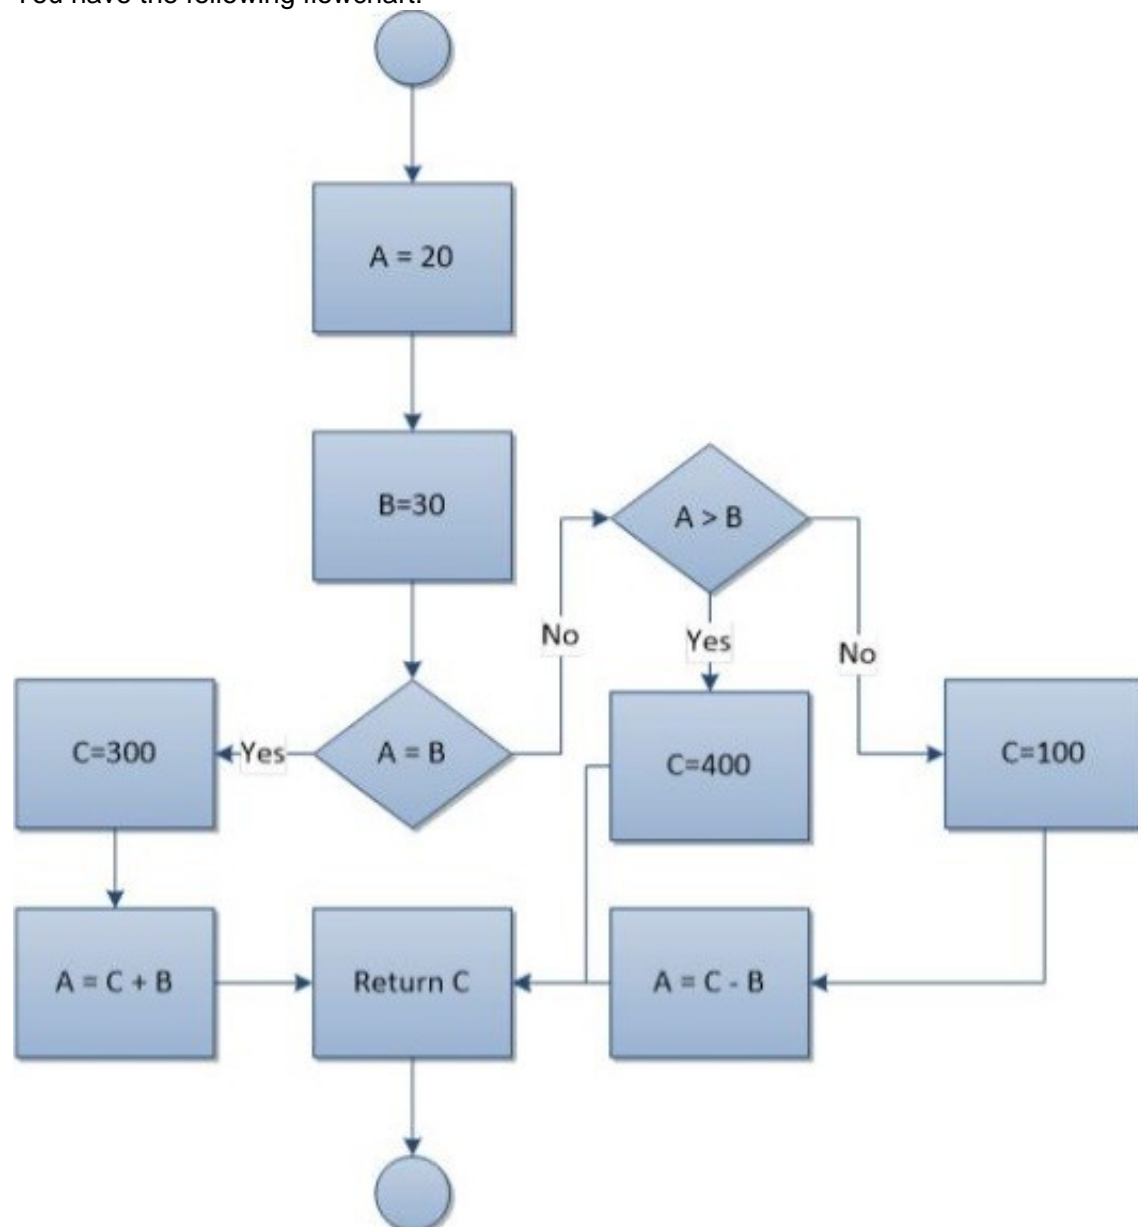 You have the following flowchart:
A = 20
B=30
A > B
No
Yes
No
C=300
Yes
A = B
C=400
C=100
A = C + B
Return C
A = C - B